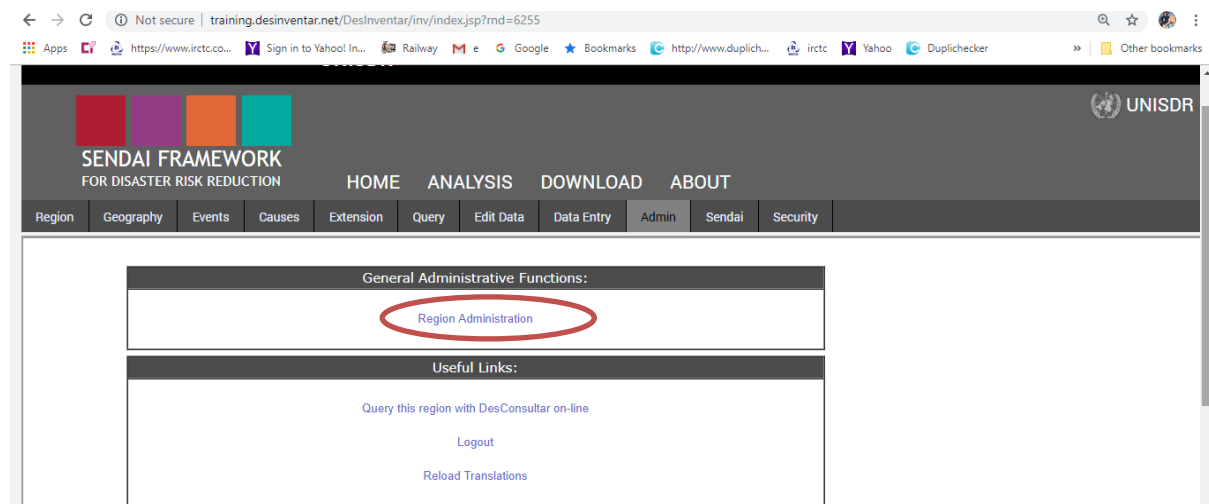 Not secure | training.desinventar.net/DesInventar/inv/index.jsp?rnd=6255
Apps https://www.irctc.co... Sign in to Yahoo! In... Railway e Google Bookmarks http://www.duplich... irctc Yahoo Duplichecker » Other bookmarks
UNISDR
SENDAI FRAMEWORK
FOR DISASTER RISK REDUCTION
HOME ANALYSIS DOWNLOAD ABOUT
Region Geography Events Causes Extension Query Edit Data Data Entry Admin Sendai Security
General Administrative Functions:
Region Administration
Useful Links:
Query this region with DesConsultar on-line
Logout
Reload Translations